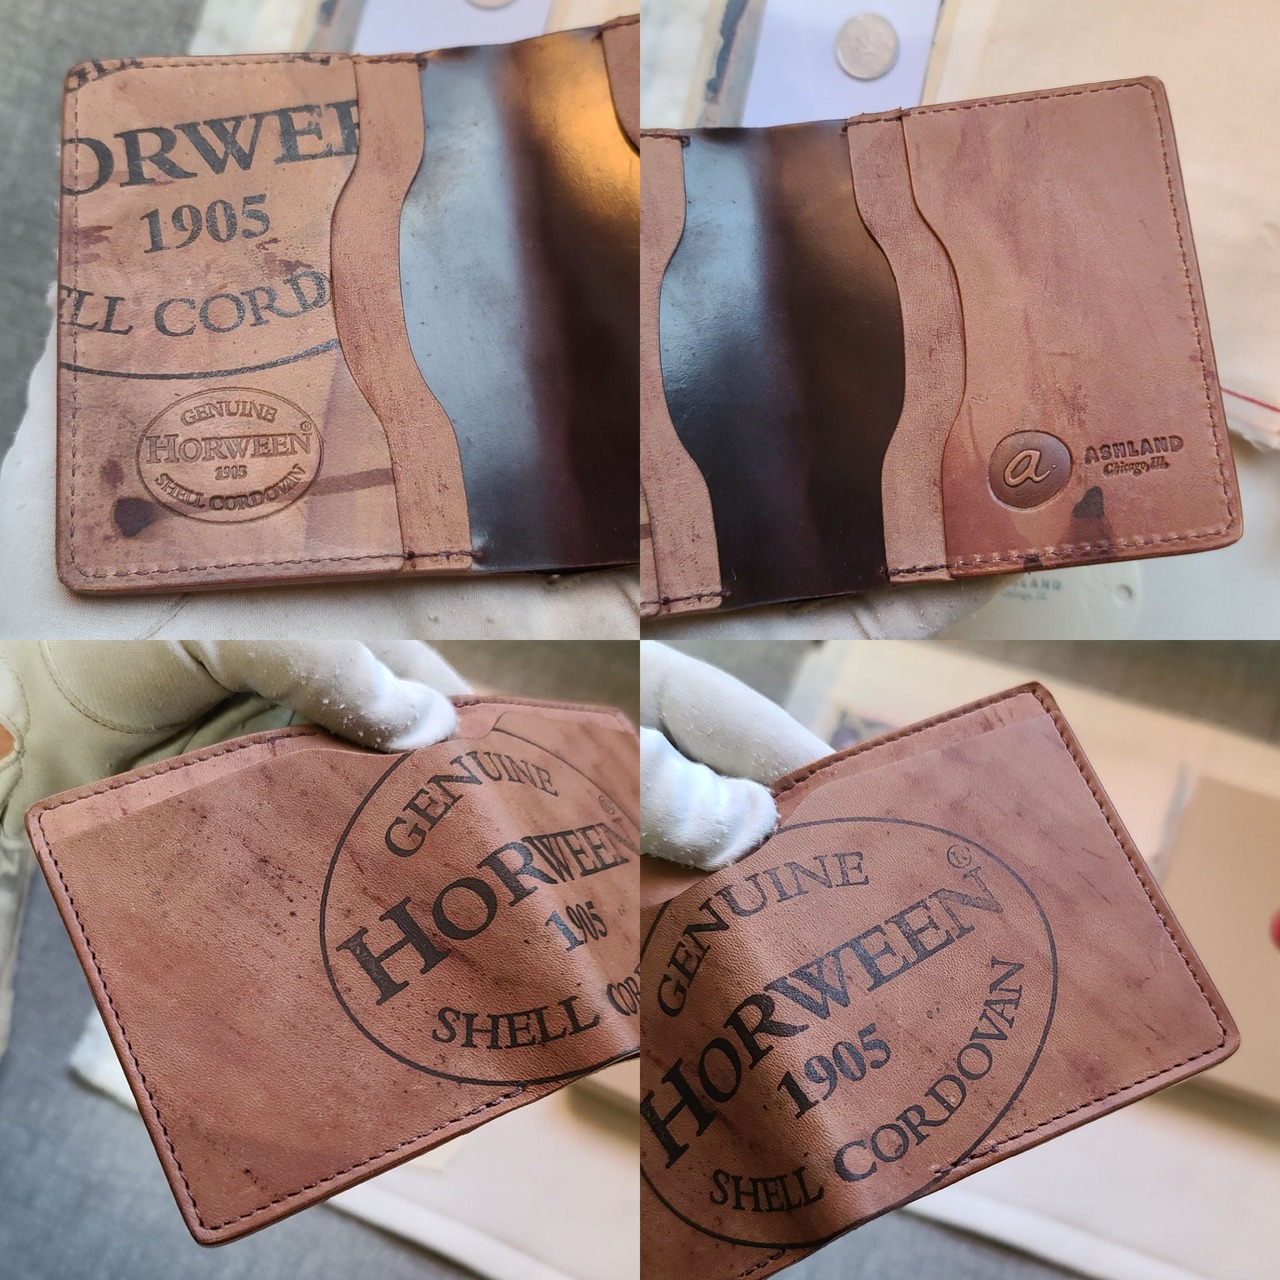 ORWEE
1905
ELL CORD
GENUINE
HORWEEN®
1905
SHELL CORDOVAN
a.
ASHLAND
Chicago, Ill.
GENUINE
HORWEEN
®
1905
SHELL COR
GENUINE
HORWEEN
®
1905
SHELL CORDOVAN